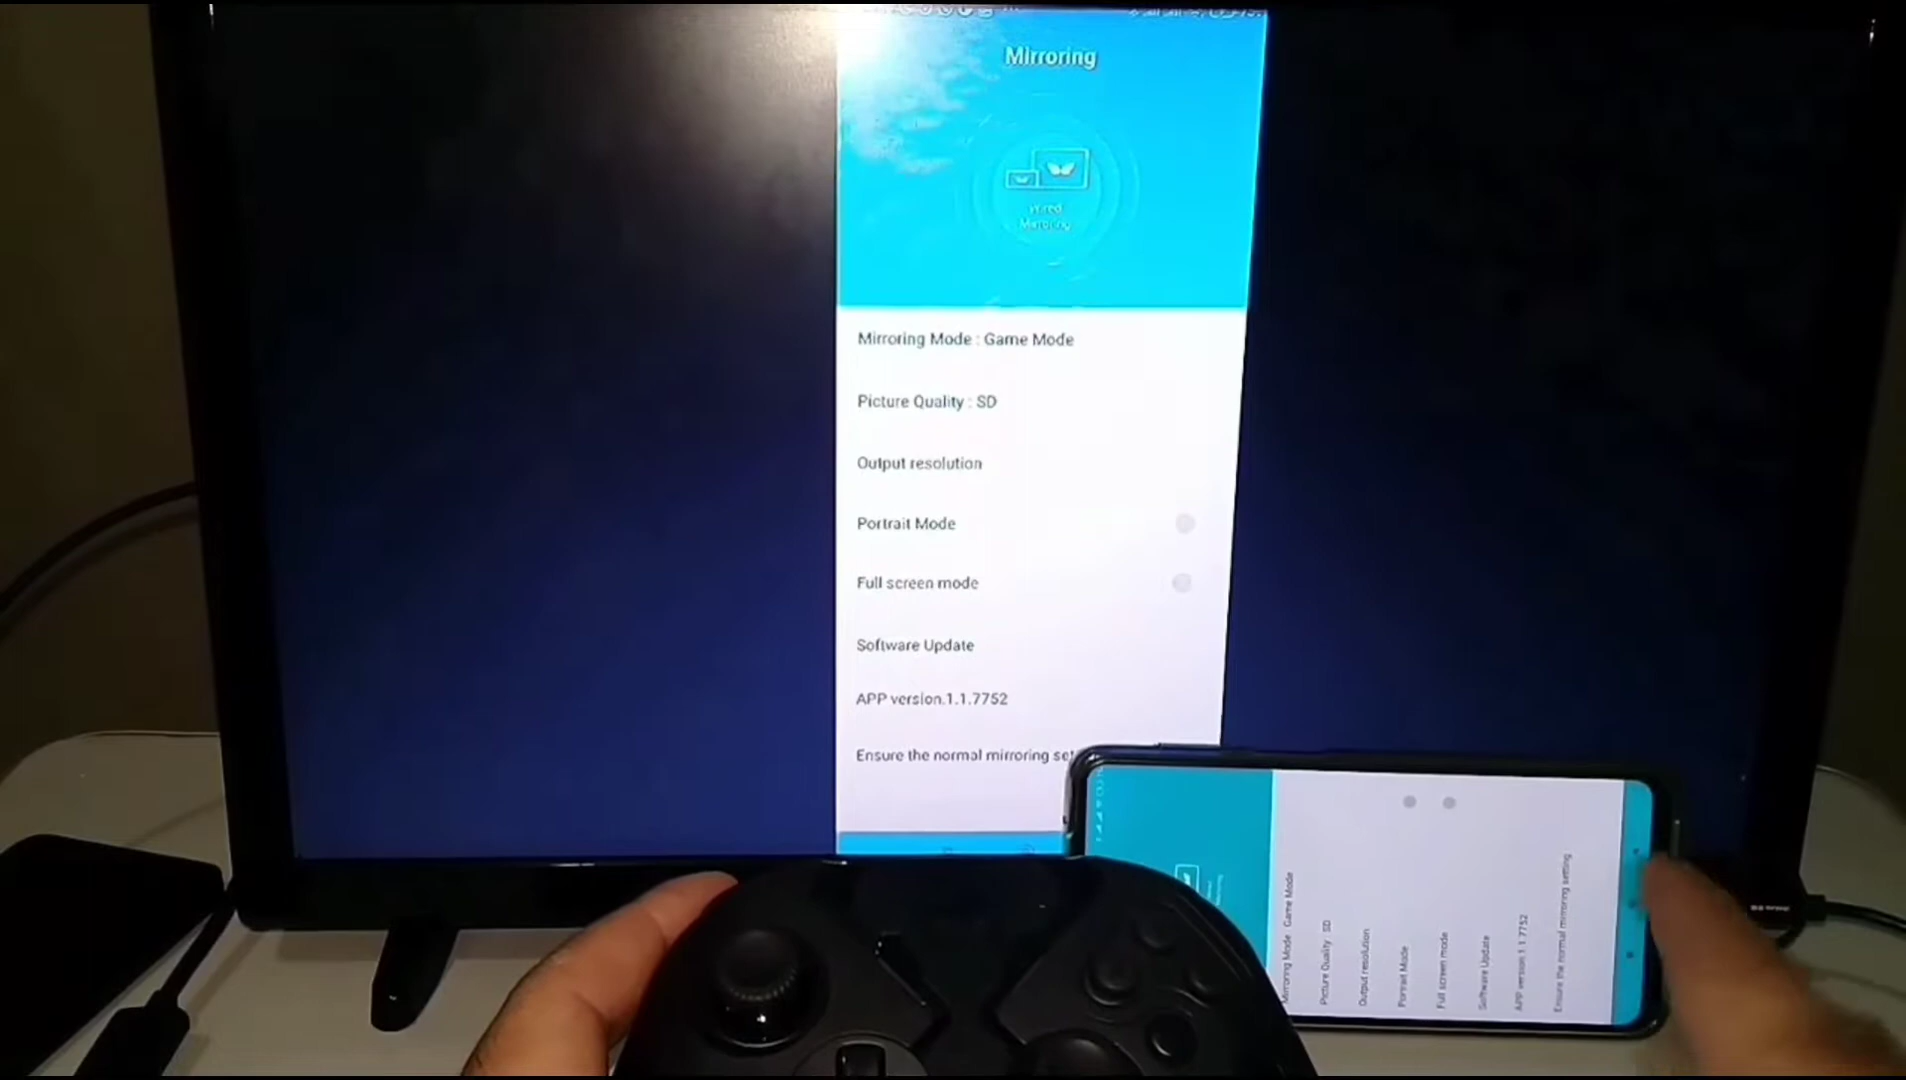 Mirroring
Wired
Mirroring
Mirroring Mode : Game Mode
Picture Quality : SD
Output resolution
Portrait Mode
Full screen mode
Software Update
APP version.1.1.7752
Ensure the normal mirroring set
Mirroring Mode : Game Mode
Picture Quality : SD
Output resolution
Portrait Mode
Full screen mode
Software Update
APP version.1.1.7752
Ensure the normal mirroring setting